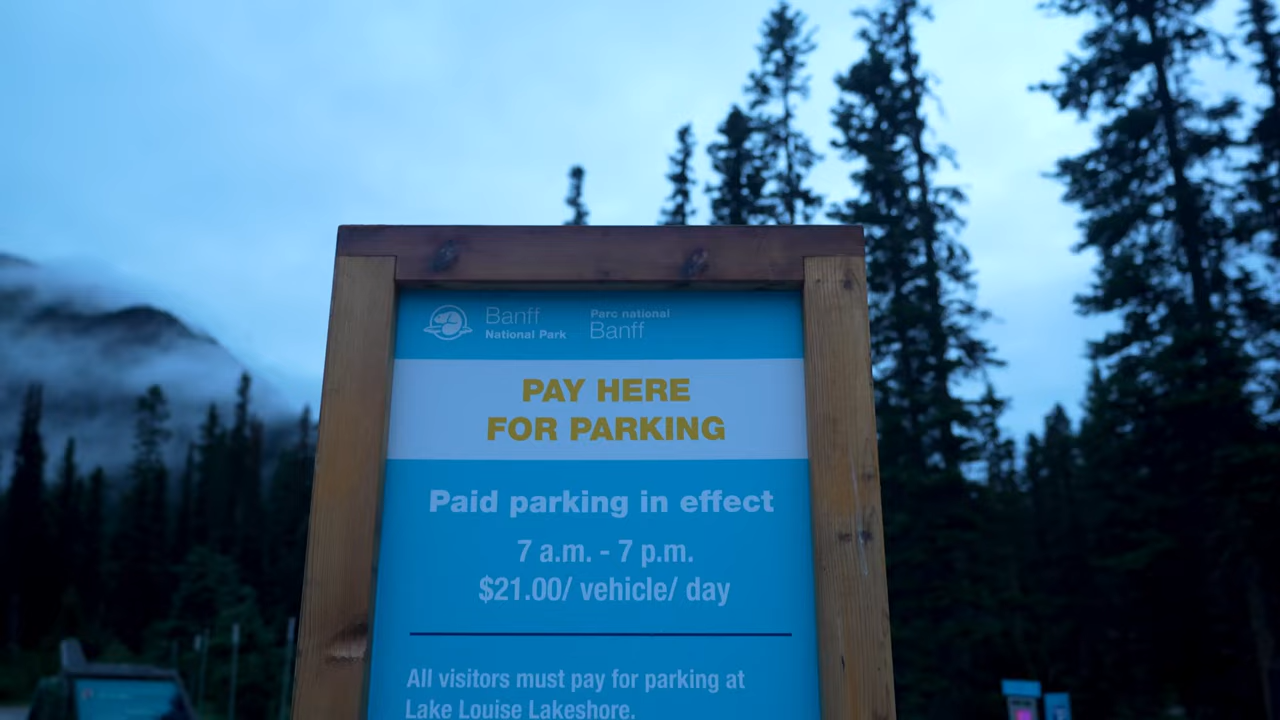 Banff
National Park
Parc national
Banff
PAY HERE
FOR PARKING
Paid parking in effect
7 a.m. - 7 p.m.
$21.00/ vehicle/ day
All visitors must pay for parking at
Lake Louise Lakeshore.